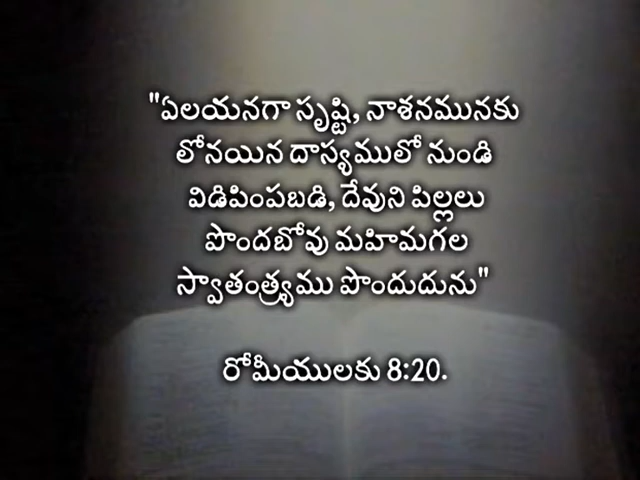 "ఏలయనగా సృష్టి, నాశనమునకు
లోనయిన దాస్యములో నుండి
విడిపింపబడి, దేవుని పిల్లలు
పొందబోవు మహిమగల
స్వాతంత్ర్యము పొందుదును"
రోమీయులకు 8:20.